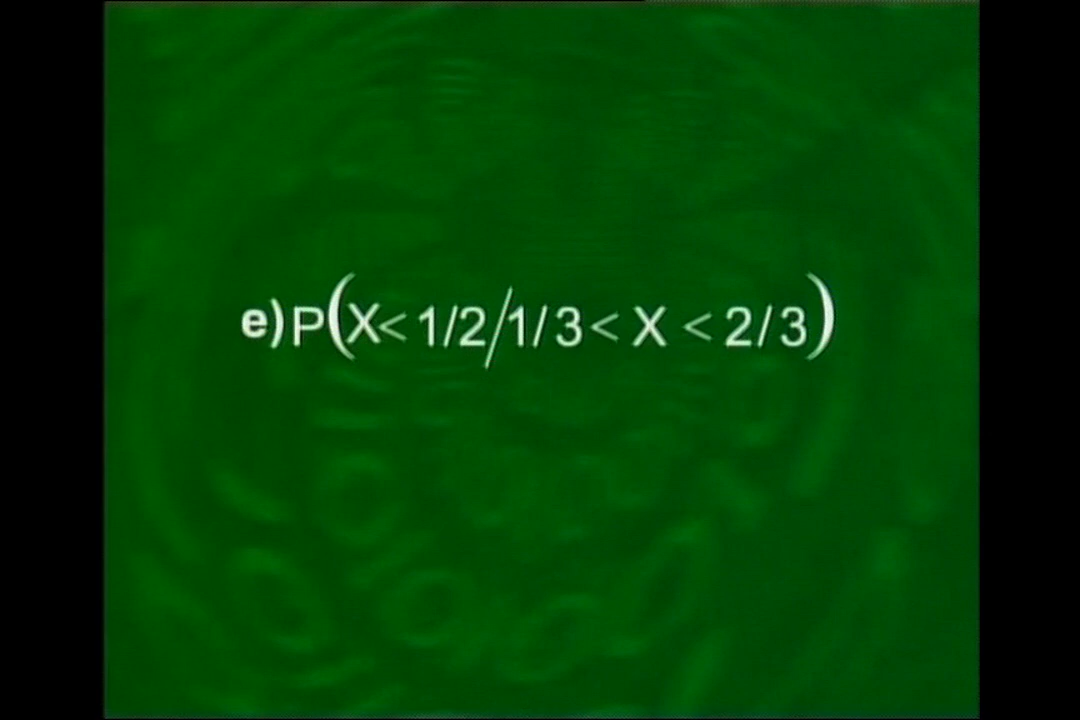 e) P(X < 1/2 / 1/3 < X < 2/3)